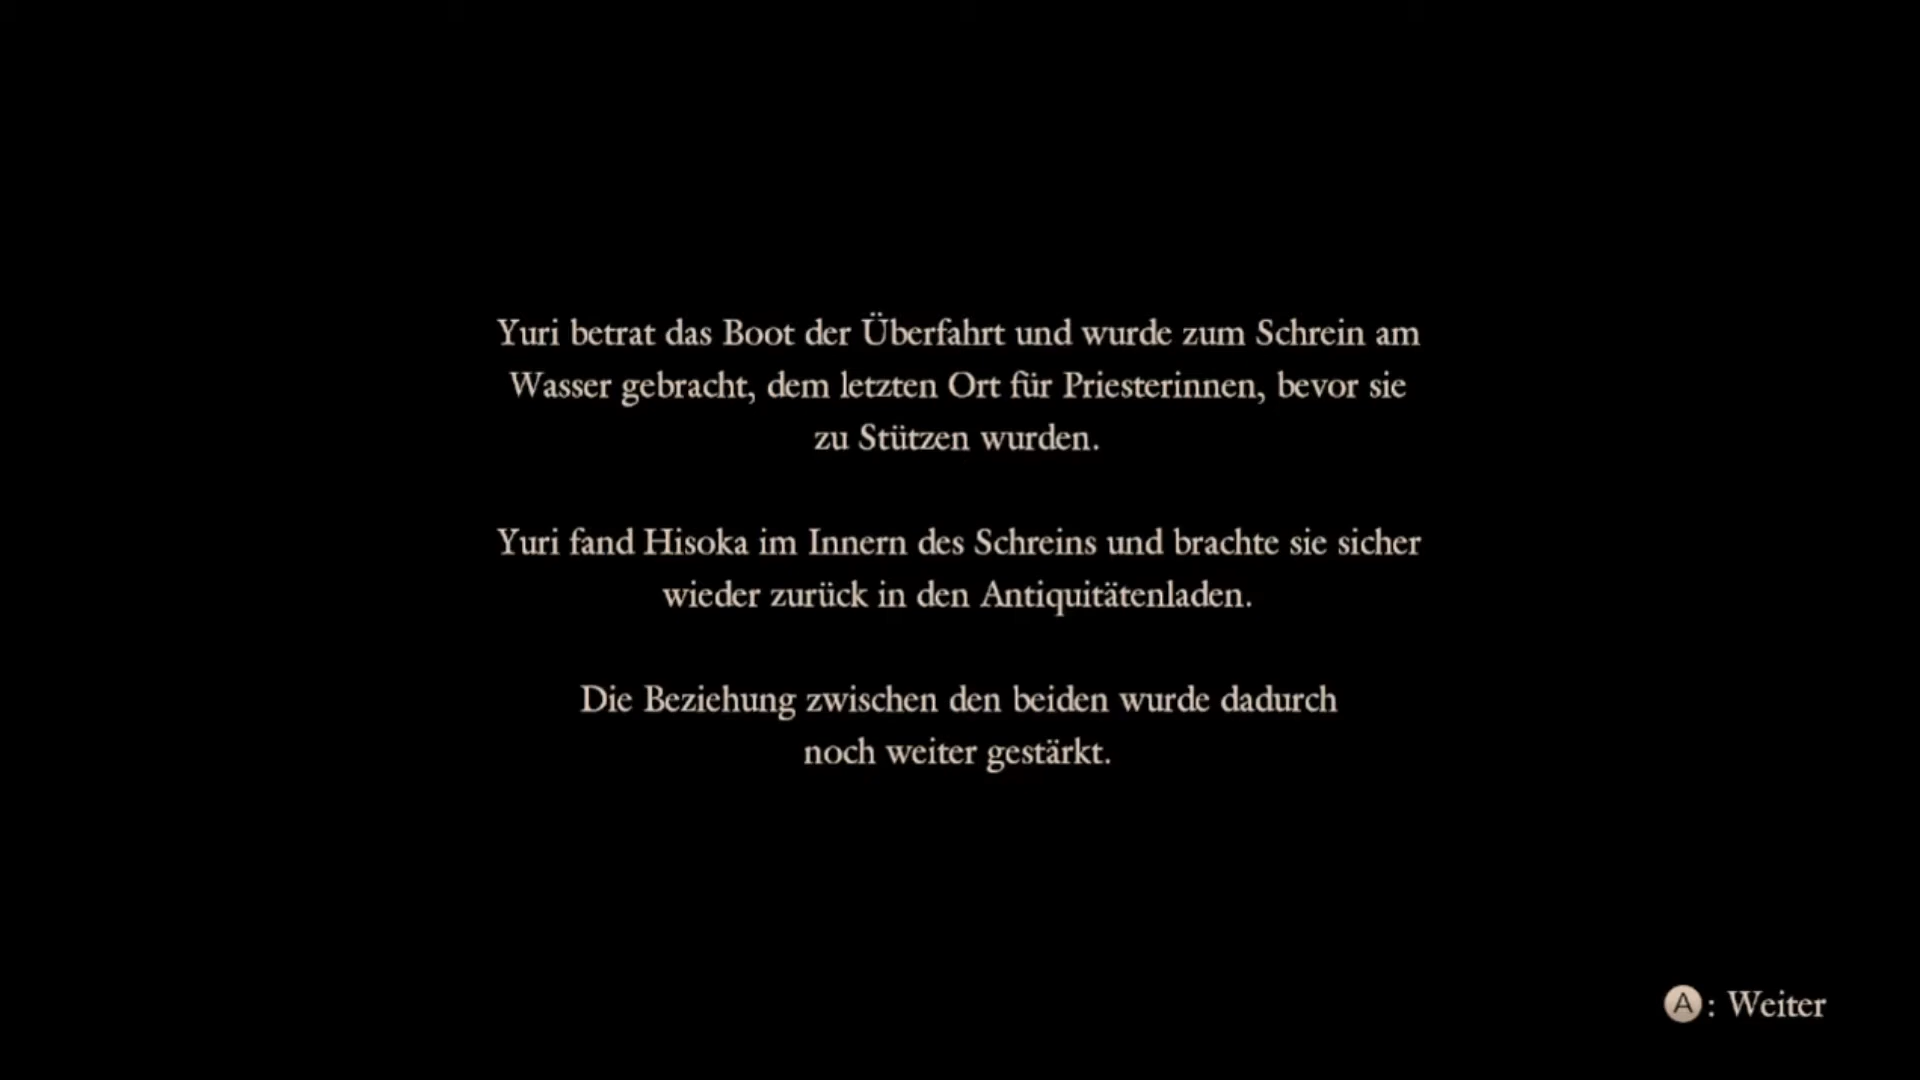 Yuri betrat das Boot der Überfahrt und wurde zum Schrein am
Wasser gebracht, dem letzten Ort für Priesterinnen, bevor sie
zu Stützen wurden.
Yuri fand Hisoka im Innern des Schreins und brachte sie sicher
wieder zurück in den Antiquitätenladen.
Die Beziehung zwischen den beiden wurde dadurch
noch weiter gestärkt.
A: Weiter